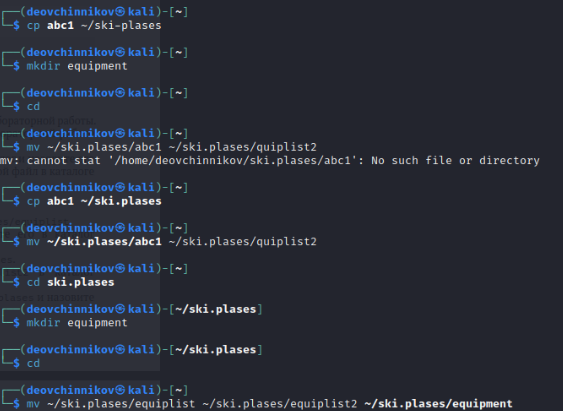 ┌──(deovchinnikov㉿kali)-[~]
└─$ cp abc1 ~/ski-plases
┌──(deovchinnikov㉿kali)-[~]
└─$ mkdir equipment
┌──(deovchinnikov㉿kali)-[~]
└─$ cd
┌──(deovchinnikov㉿kali)-[~]
└─$ mv ~/ski.plases/abc1 ~/ski.plases/quiplist2
mv: cannot stat '/home/deovchinnikov/ski.plases/abc1': No such file or directory
┌──(deovchinnikov㉿kali)-[~]
└─$ cp abc1 ~/ski.plases
┌──(deovchinnikov㉿kali)-[~]
└─$ mv ~/ski.plases/abc1 ~/ski.plases/quiplist2
┌──(deovchinnikov㉿kali)-[~]
└─$ cd ski.plases
┌──(deovchinnikov㉿kali)-[~/ski.plases]
└─$ mkdir equipment
┌──(deovchinnikov㉿kali)-[~/ski.plases]
└─$ cd
┌──(deovchinnikov㉿kali)-[~]
└─$ mv ~/ski.plases/equiplist ~/ski.plases/equiplist2 ~/ski.plases/equipment